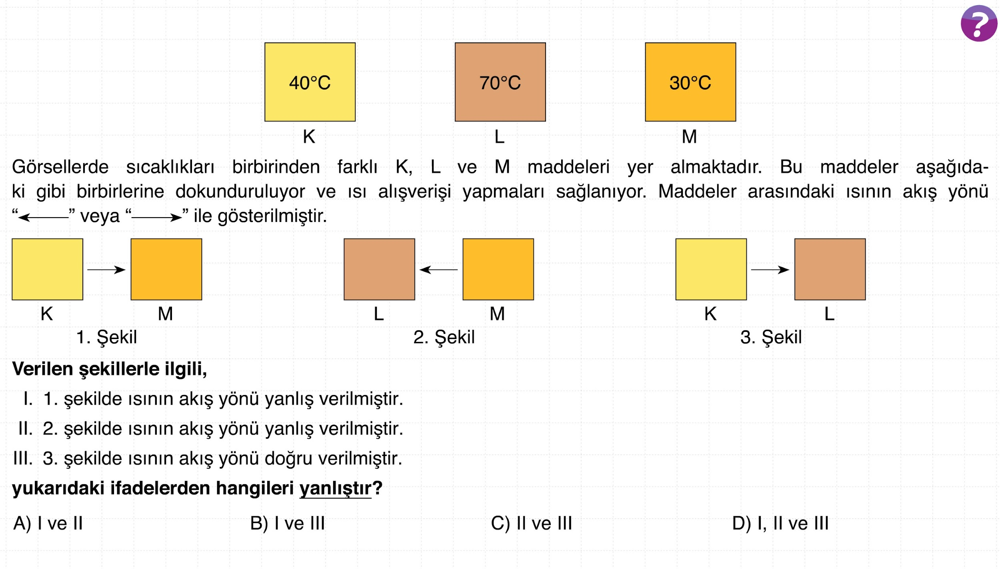 ?
40°C
70°C
30°C
K
L
M
Görsellerde sıcaklıkları birbirinden farklı K, L ve M maddeleri yer almaktadır. Bu maddeler aşağıda-
ki gibi birbirlerine dokunduruluyor ve ısı alışverişi yapmaları sağlanıyor. Maddeler arasındaki ısının akış yönü
“←” veya “→” ile gösterilmiştir.
K
M
L
M
K
L
1. Şekil
2. Şekil
3. Şekil
Verilen şekillerle ilgili,
I. 1. şekilde ısının akış yönü yanlış verilmiştir.
II. 2. şekilde ısının akış yönü yanlış verilmiştir.
III. 3. şekilde ısının akış yönü doğru verilmiştir.
yukarıdaki ifadelerden hangileri yanlıştır?
A) I ve II
B) I ve III
C) II ve III
D) I, II ve III